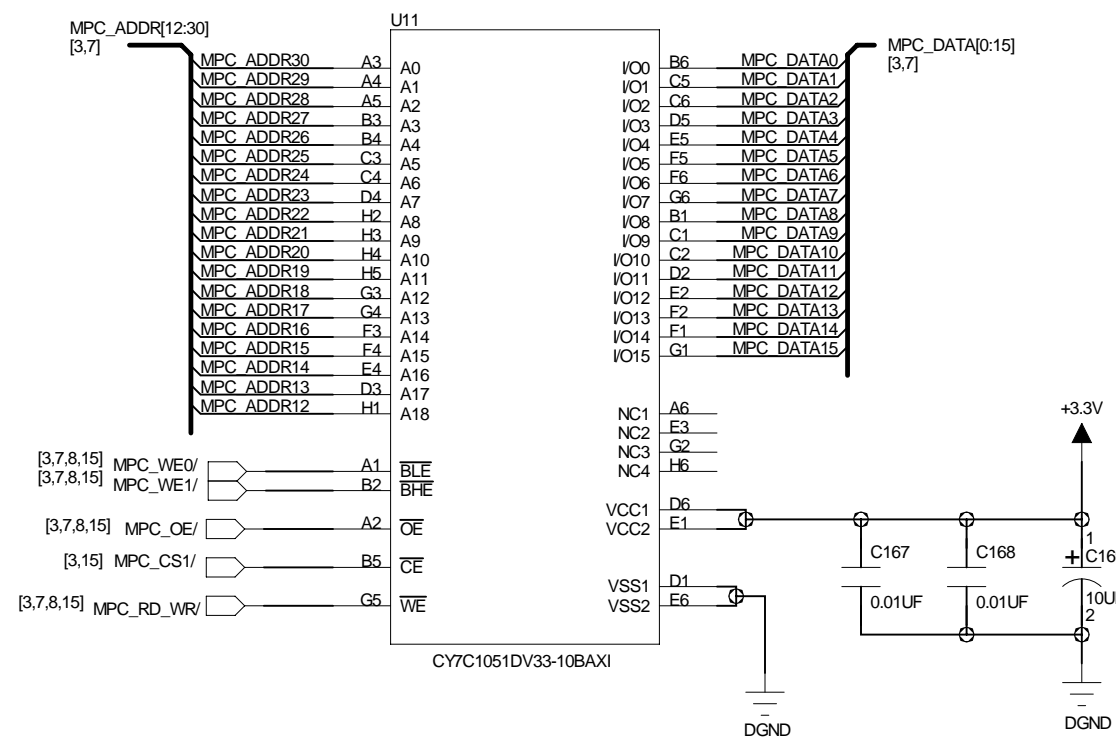 U11
MPC_ADDR[12:30]
[3,7]
MPC_DATA[0:15]
[3,7]
MPC_ADDR30 A3 A0 I/O0 B6 MPC_DATA0
MPC_ADDR29 A4 A1 I/O1 C5 MPC_DATA1
MPC_ADDR28 A5 A2 I/O2 C6 MPC_DATA2
MPC_ADDR27 B3 A3 I/O3 D5 MPC_DATA3
MPC_ADDR26 B4 A4 I/O4 E5 MPC_DATA4
MPC_ADDR25 C3 A5 I/O5 F5 MPC_DATA5
MPC_ADDR24 C4 A6 I/O6 F6 MPC_DATA6
MPC_ADDR23 D4 A7 I/O7 G6 MPC_DATA7
MPC_ADDR22 H2 A8 I/O8 B1 MPC_DATA8
MPC_ADDR21 H3 A9 I/O9 C1 MPC_DATA9
MPC_ADDR20 H4 A10 I/O10 C2 MPC_DATA10
MPC_ADDR19 H5 A11 I/O11 D2 MPC_DATA11
MPC_ADDR18 G3 A12 I/O12 E2 MPC_DATA12
MPC_ADDR17 G4 A13 I/O13 F2 MPC_DATA13
MPC_ADDR16 F3 A14 I/O14 F1 MPC_DATA14
MPC_ADDR15 F4 A15 I/O15 G1 MPC_DATA15
MPC_ADDR14 E4 A16
MPC_ADDR13 D3 A17
MPC_ADDR12 H1 A18
NC1 A6
NC2 E3
NC3 G2
NC4 H6
+3.3V
[3,7,8,15] MPC_WE0/ A1 BLE
[3,7,8,15] MPC_WE1/ B2 BHE
VCC1 D6
VCC2 E1
[3,7,8,15] MPC_OE/ A2 OE
[3,15] MPC_CS1/ B5 CE
VSS1 D1
VSS2 E6
[3,7,8,15] MPC_RD_WR/ G5 WE
C167
0.01UF
C168
0.01UF
1
+ C16
10U
2
CY7C1051DV33-10BAXI
DGND
DGND